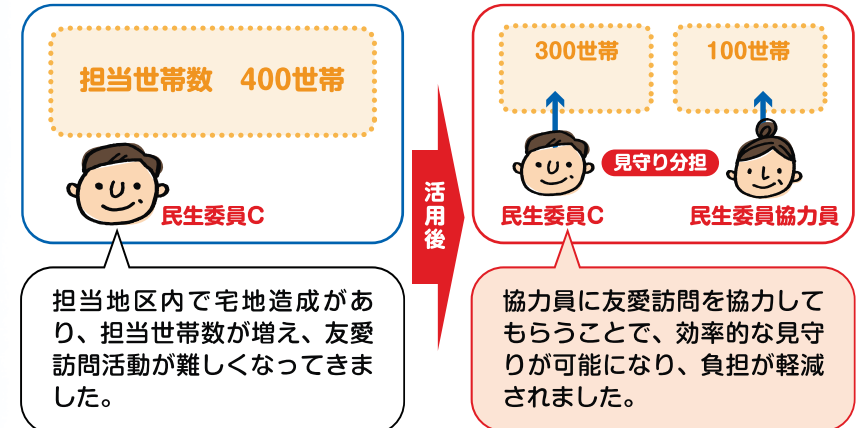 担当世帯数　400世帯
民生委員C
担当地区内で宅地造成があ
り、担当世帯数が増え、友愛
訪問活動が難しくなってきま
した。
活用後
300世帯
100世帯
見守り分担
民生委員C
民生委員協力員
協力員に友愛訪問を協力して
もらうことで、効率的な見守
りが可能になり、負担が軽減
されました。